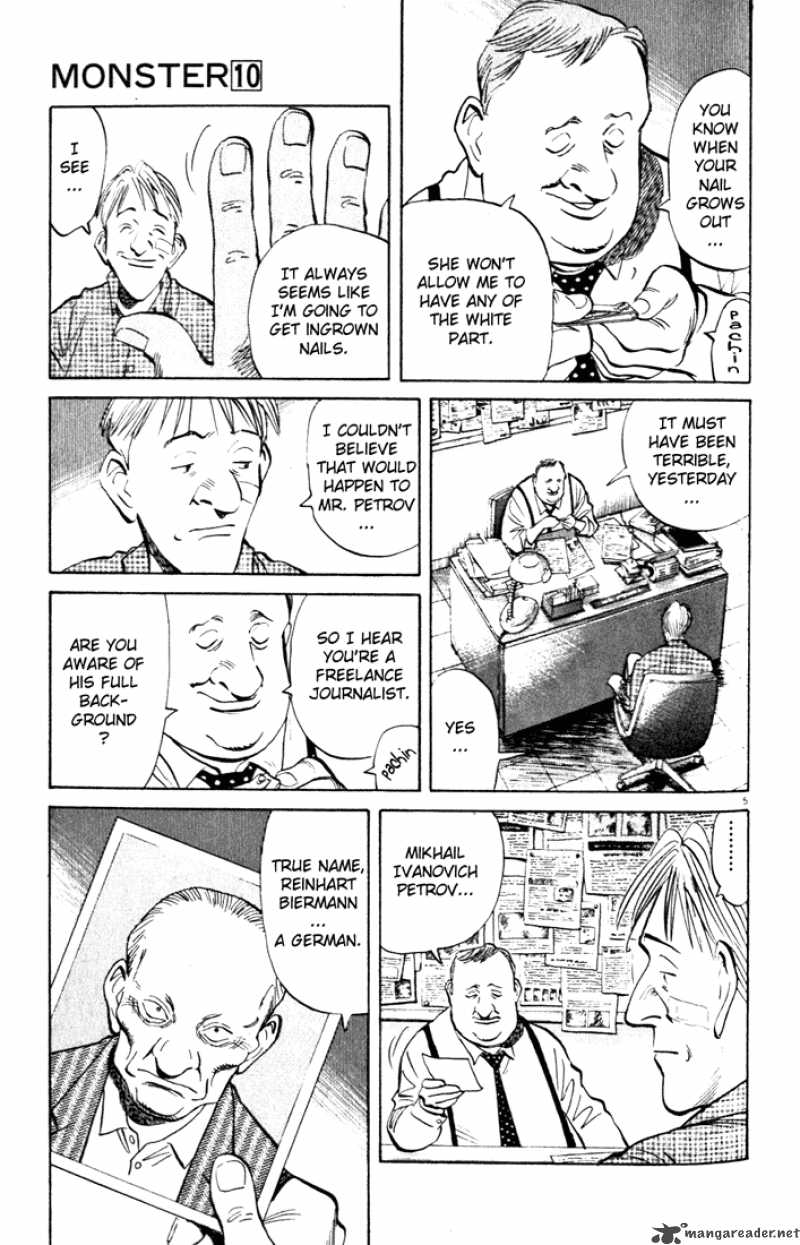 MONSTER 10
YOU
KNOW
WHEN
YOUR
NAIL
GROWS
OUT
...
SHE WON'T
ALLOW ME TO
HAVE ANY OF
THE WHITE
PART.
pachin
IT ALWAYS
SEEMS LIKE
I'M GOING TO
GET INGROWN
NAILS.
I
SEE
...
IT MUST
HAVE BEEN
TERRIBLE,
YESTERDAY
...
YES
...
I COULDN'T
BELIEVE
THAT WOULD
HAPPEN TO
MR. PETROV
...
SO I HEAR
YOU'RE A
FREELANCE
JOURNALIST.
pachin
ARE YOU
AWARE OF
HIS FULL
BACK-
GROUND
?
5
........
MIKHAIL
IVANOVICH
PETROV...
TRUE NAME,
REINHART
BIERMANN
...
A GERMAN.
mangareader.net